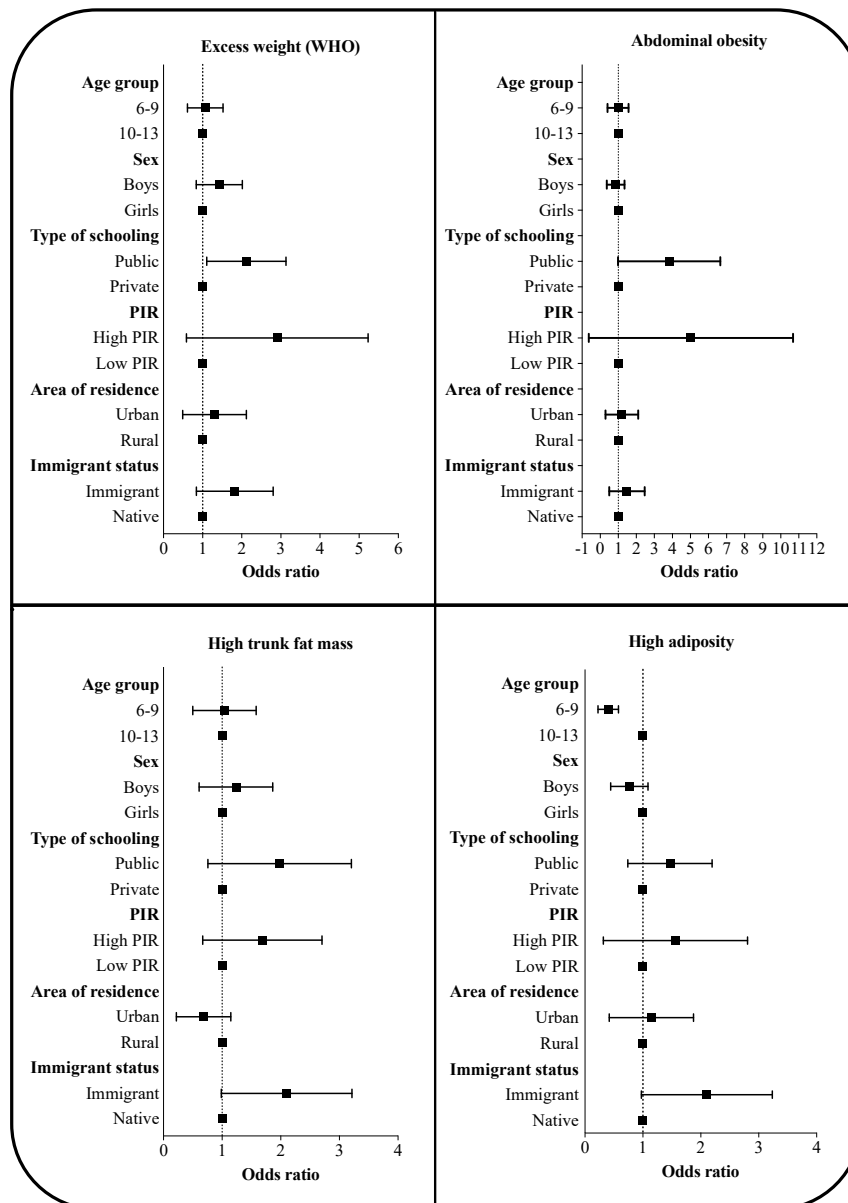 Excess weight (WHO)
Age group
6-9
10-13
Sex
Boys
Girls
Type of schooling
Public
Private
PIR
High PIR
Low PIR
Area of residence
Urban
Rural
Immigrant status
Immigrant
Native
0 1 2 3 4 5 6
Odds ratio
Abdominal obesity
Age group
6-9
10-13
Sex
Boys
Girls
Type of schooling
Public
Private
PIR
High PIR
Low PIR
Area of residence
Urban
Rural
Immigrant status
Immigrant
Native
-1 0 1 2 3 4 5 6 7 8 9 10 11 12
Odds ratio
High trunk fat mass
Age group
6-9
10-13
Sex
Boys
Girls
Type of schooling
Public
Private
PIR
High PIR
Low PIR
Area of residence
Urban
Rural
Immigrant status
Immigrant
Native
0 1 2 3 4
Odds ratio
High adiposity
Age group
6-9
10-13
Sex
Boys
Girls
Type of schooling
Public
Private
PIR
High PIR
Low PIR
Area of residence
Urban
Rural
Immigrant status
Immigrant
Native
0 1 2 3 4
Odds ratio